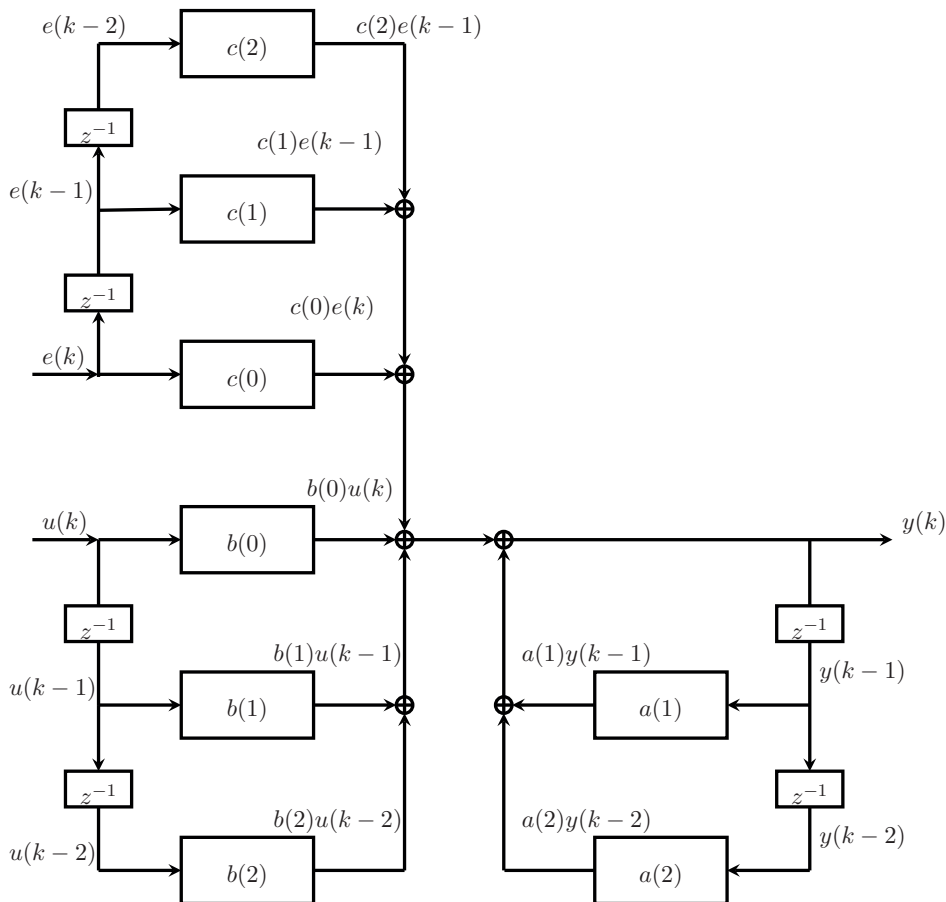 e(k−2)
c(2)
c(2)e(k−1)
z⁻¹
c(1)e(k−1)
e(k−1)
c(1)
z⁻¹
c(0)e(k)
e(k)
c(0)
b(0)u(k)
u(k)
b(0)
y(k)
z⁻¹
z⁻¹
b(1)u(k−1)
a(1)y(k−1)
y(k−1)
u(k−1)
b(1)
a(1)
z⁻¹
z⁻¹
b(2)u(k−2)
a(2)y(k−2)
y(k−2)
u(k−2)
b(2)
a(2)